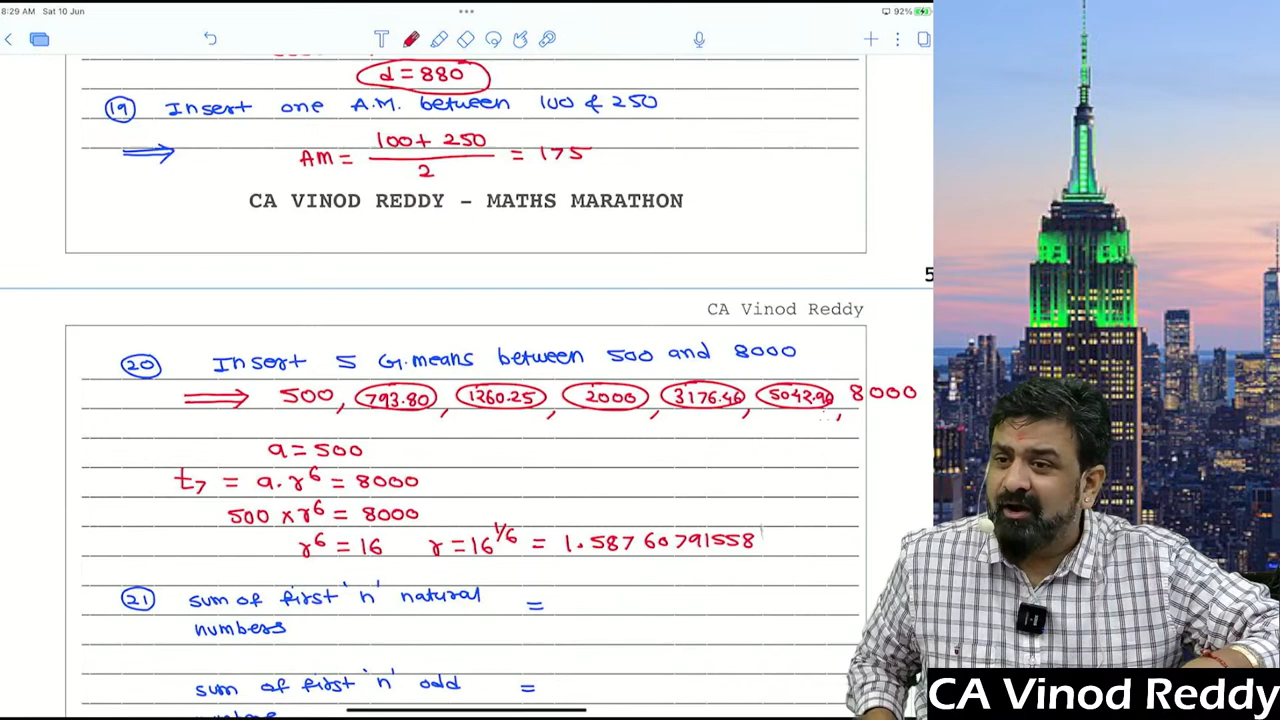 8:29 AM Sat 10 Jun
92%
d = 880
19 Insert one A.M. between 100 & 250
⟹ AM = 100 + 250 / 2 = 175
CA VINOD REDDY - MATHS MARATHON
5
CA Vinod Reddy
20 Insert 5 G.means between 500 and 8000
⟹ 500, 793.80, 1260.25, 2000, 3176.46, 5042.90, 8000
a = 500
t7 = a.r^6 = 8000
500 × r^6 = 8000
r^6 = 16 r = 16^1/6 = 1.58760791558
21 sum of first 'n' natural =
numbers
sum of first 'n' odd =
CA Vinod Reddy